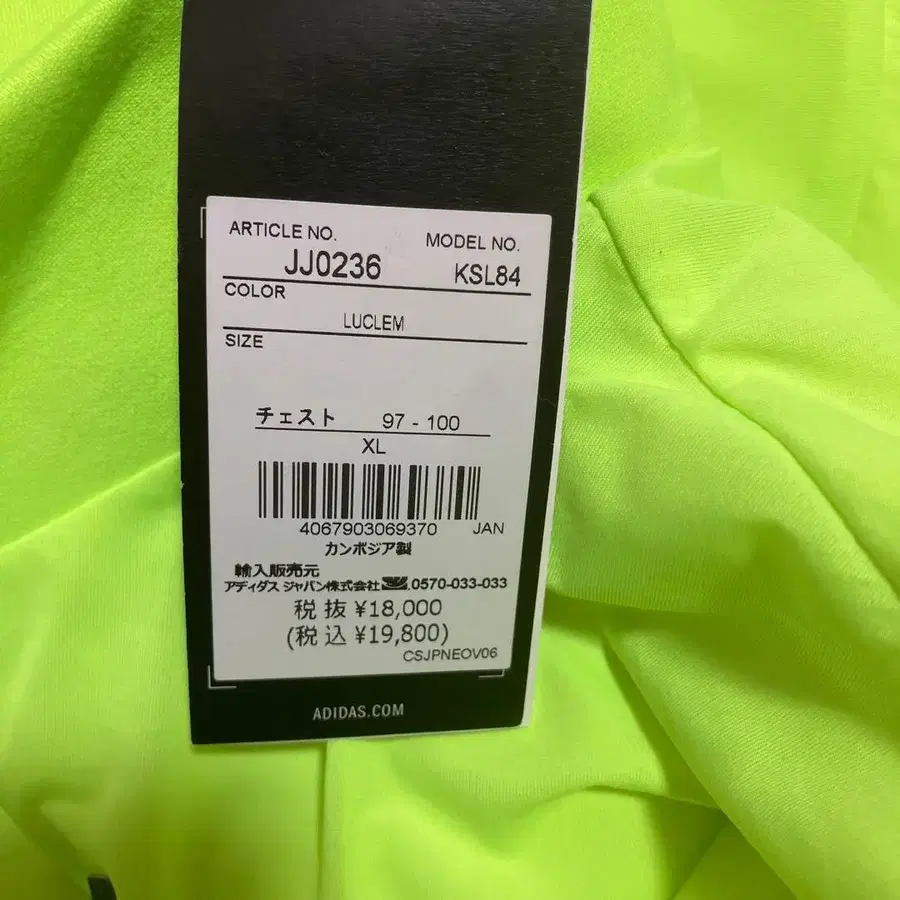 ARTICLE NO. MODEL NO.
JJ0236 KSL84
COLOR
LUCLEM
SIZE
チェスト 97 - 100
XL
4067903069370 JAN
カンボジア製
輸入販売元
アディダス ジャパン株式会社 0570-033-033
税 抜 ¥18,000
(税 込 ¥19,800)
CSJPNEOV06
ADIDAS.COM